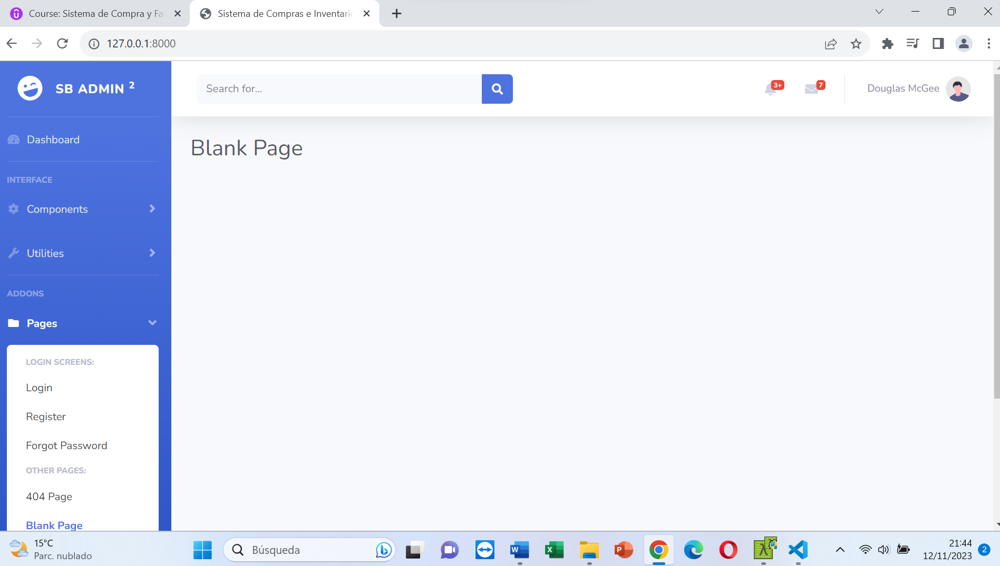 Course: Sistema de Compra y Fa
Sistema de Compras e Inventario
127.0.0.1:8000
SB ADMIN 2
Search for...
3+
7
Douglas McGee
Dashboard
Blank Page
INTERFACE
Components
Utilities
ADDONS
Pages
LOGIN SCREENS:
Login
Register
Forgot Password
OTHER PAGES:
404 Page
Blank Page
15°C
Parc. nublado
Búsqueda
21:44
12/11/2023
2